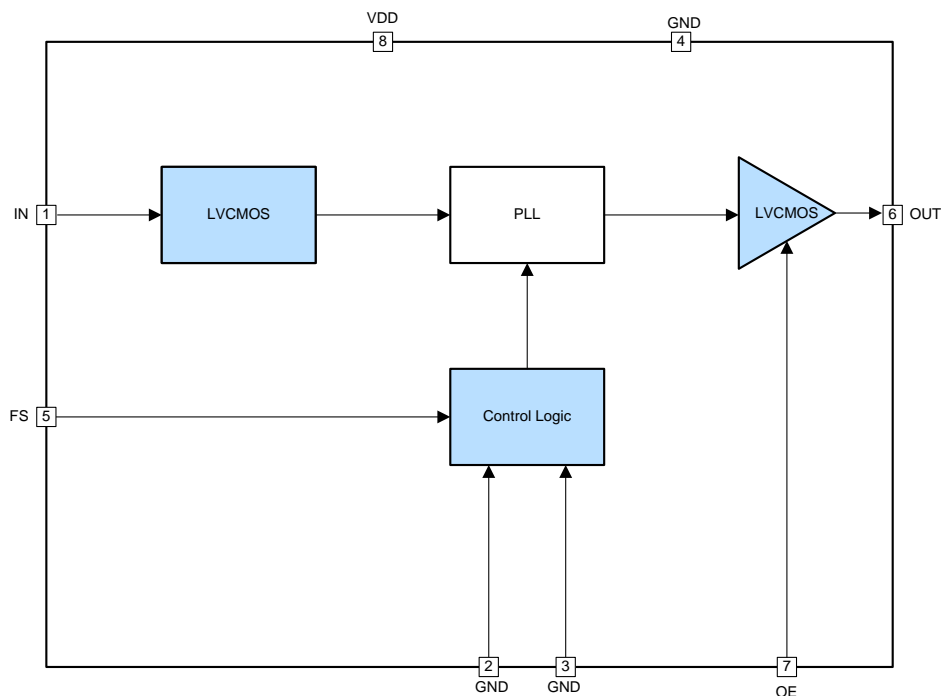 VDD
GND
8
4
IN
1
LVCMOS
PLL
LVCMOS
6
OUT
FS
5
Control Logic
2
3
7
GND
GND
OE